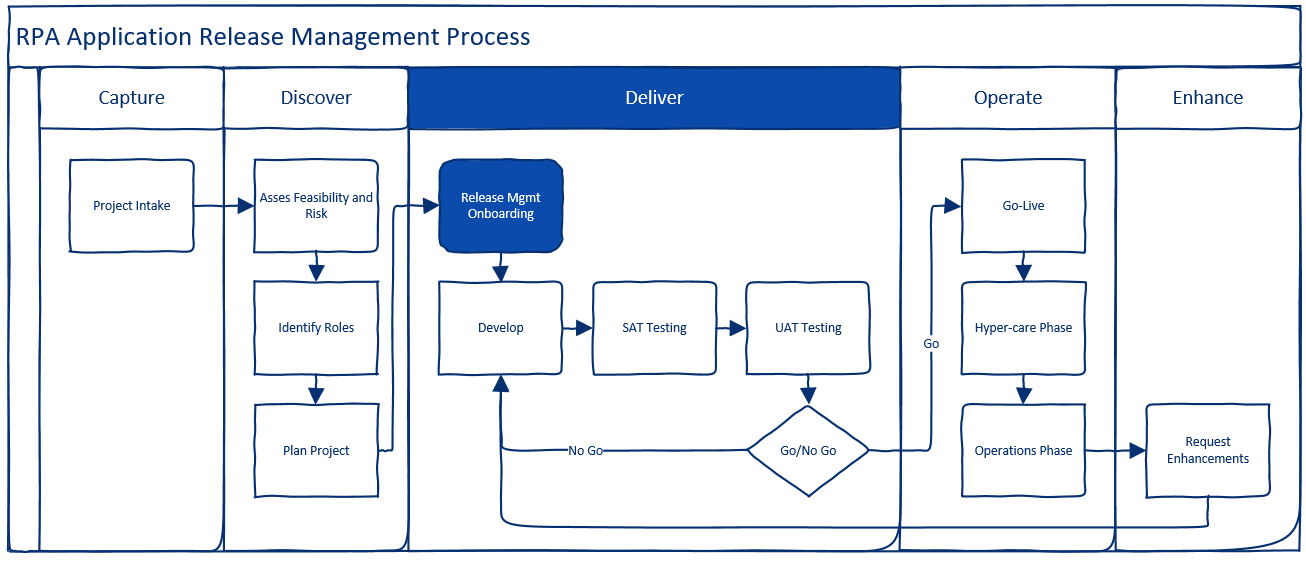 RPA Application Release Management Process
Capture
Discover
Deliver
Operate
Enhance
Project Intake
Asses Feasibility and
Risk
Identify Roles
Plan Project
Release Mgmt
Onboarding
Develop
SAT Testing
UAT Testing
Go/No Go
No Go
Go
Go-Live
Hyper-care Phase
Operations Phase
Request
Enhancements